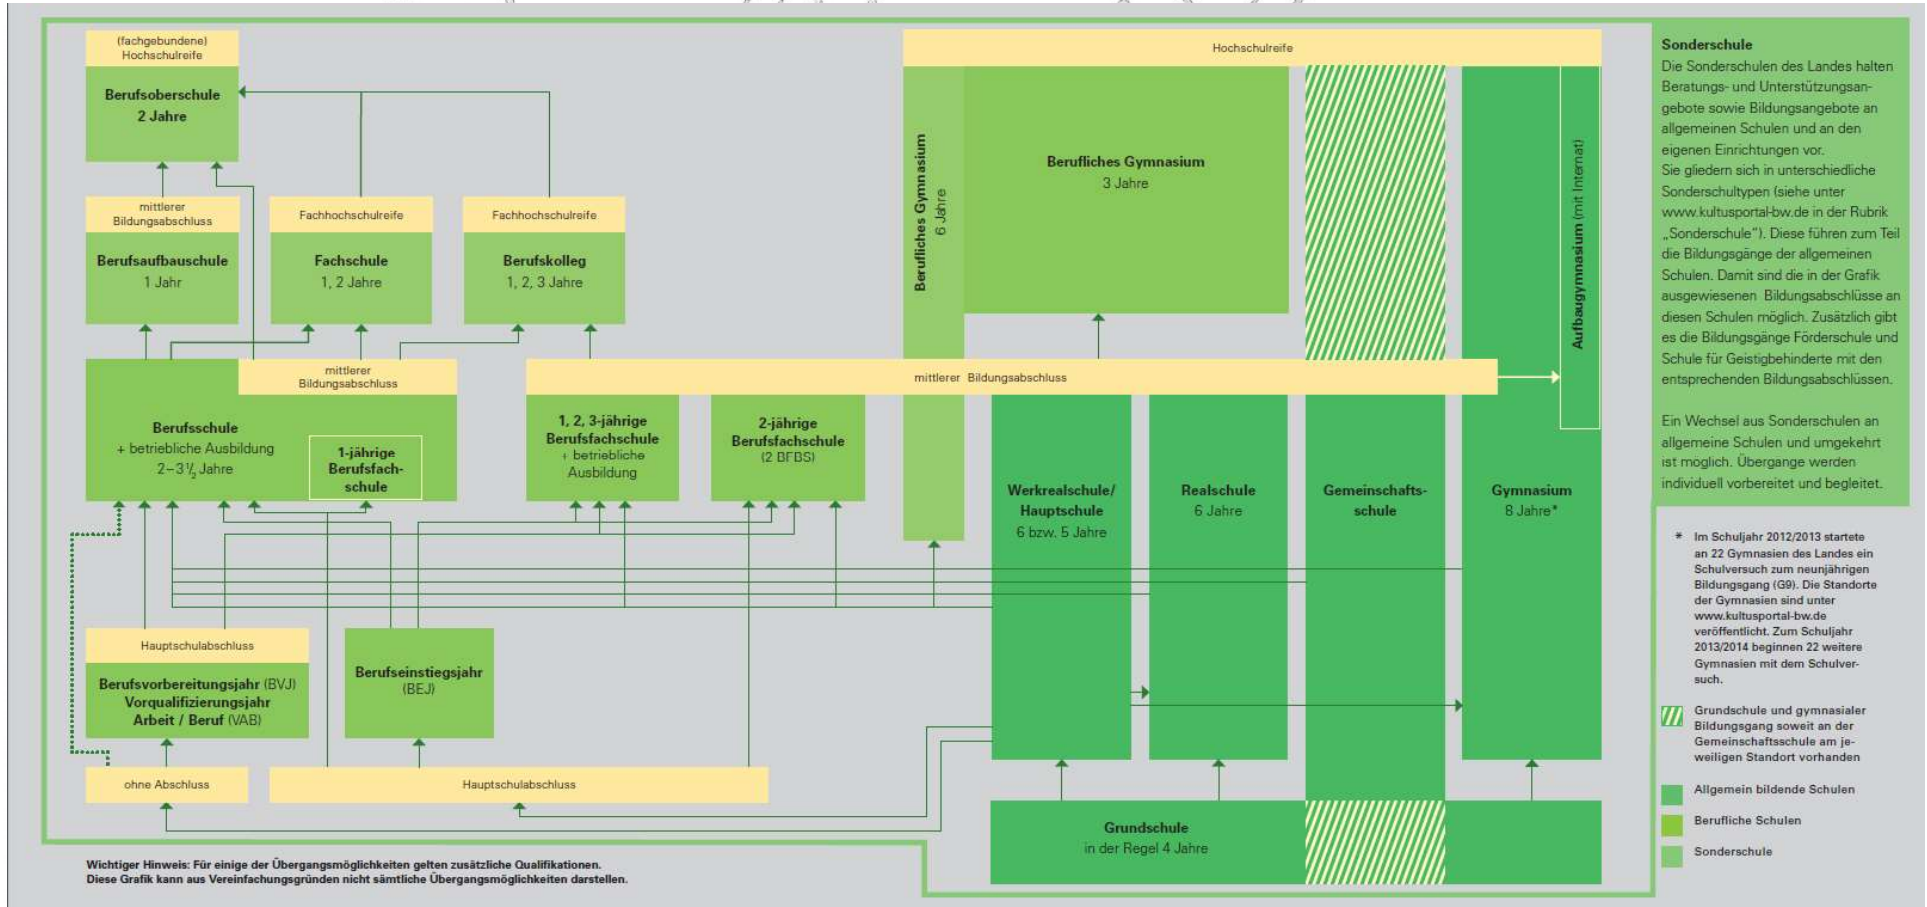 (fachgebundene)
Hochschulreife
Berufsoberschule
2 Jahre
mittlerer
Bildungsabschluss
Berufsaufbauschule
1 Jahr
Fachhochschulreife
Fachschule
1, 2 Jahre
Fachhochschulreife
Berufskolleg
1, 2, 3 Jahre
Hochschulreife
Berufliches Gymnasium
6 Jahre
Berufliches Gymnasium
3 Jahre
Aufbaugymnasium (mit Internat)
mittlerer
Bildungsabschluss
Berufsschule
+ betriebliche Ausbildung
2–3 1/2 Jahre
1-jährige
Berufsfach-
schule
mittlerer Bildungsabschluss
1, 2, 3-jährige
Berufsfachschule
+ betriebliche
Ausbildung
2-jährige
Berufsfachschule
(2 BFBS)
Werkrealschule/
Hauptschule
6 bzw. 5 Jahre
Realschule
6 Jahre
Gemeinschafts-
schule
Gymnasium
8 Jahre*
Hauptschulabschluss
Berufsvorbereitungsjahr (BVJ)
Vorqualifizierungsjahr
Arbeit / Beruf (VAB)
Berufseinstiegsjahr
(BEJ)
ohne Abschluss
Hauptschulabschluss
Grundschule
in der Regel 4 Jahre
Wichtiger Hinweis: Für einige der Übergangsmöglichkeiten gelten zusätzliche Qualifikationen.
Diese Grafik kann aus Vereinfachungsgründen nicht sämtliche Übergangsmöglichkeiten darstellen.
Sonderschule
Die Sonderschulen des Landes halten
Beratungs- und Unterstützungsan-
gebote sowie Bildungsangebote an
allgemeinen Schulen und an den
eigenen Einrichtungen vor.
Sie gliedern sich in unterschiedliche
Sonderschultypen (siehe unter
www.kultusportal-bw.de in der Rubrik
„Sonderschule“). Diese führen zum Teil
die Bildungsgänge der allgemeinen
Schulen. Damit sind die in der Grafik
ausgewiesenen Bildungsabschlüsse an
diesen Schulen möglich. Zusätzlich gibt
es die Bildungsgänge Förderschule und
Schule für Geistigbehinderte mit den
entsprechenden Bildungsabschlüssen.
Ein Wechsel aus Sonderschulen an
allgemeine Schulen und umgekehrt
ist möglich. Übergänge werden
individuell vorbereitet und begleitet.
* Im Schuljahr 2012/2013 startete
an 22 Gymnasien des Landes ein
Schulversuch zum neunjährigen
Bildungsgang (G9). Die Standorte
der Gymnasien sind unter
www.kultusportal-bw.de
veröffentlicht. Zum Schuljahr
2013/2014 beginnen 22 weitere
Gymnasien mit dem Schulver-
such.
Grundschule und gymnasialer
Bildungsgang soweit an der
Gemeinschaftsschule am je-
weiligen Standort vorhanden
Allgemein bildende Schulen
Berufliche Schulen
Sonderschule